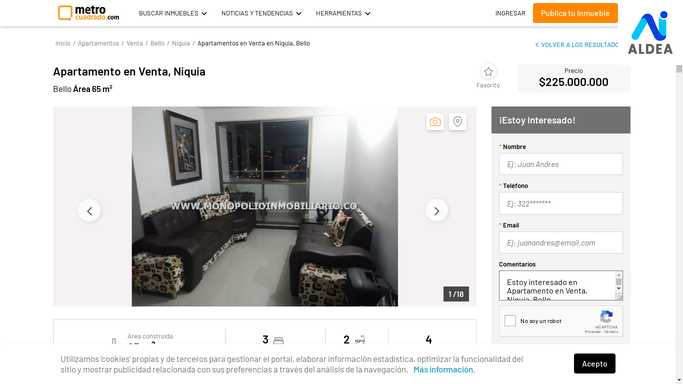 metro
cuadrado.com
BUSCAR INMUEBLES
NOTICIAS Y TENDENCIAS
HERRAMIENTAS
INGRESAR
Publica tu Inmueble
AI
ALDEA
Inicio / Apartamentos / Venta / Bello / Niquia / Apartamentos en Venta en Niquia, Bello
VOLVER A LOS RESULTADO
Apartamento en Venta, Niquia
Bello Área 65 m²
Favorito
Precio
$225.000.000
WWW.MONOPOLIOINMOBILIARIO.CO
1 /18
¡Estoy Interesado!
* Nombre
Ej: Juan Andres
* Teléfono
Ej: 322*******
* Email
Ej: juanandres@email.com
Comentarios
Estoy interesado en
Apartamento en Venta,
Niquia, Bello
No soy un robot
reCAPTCHA
Privacidad - Términos
Área construida
3
2
4
Utilizamos 'cookies' propias y de terceros para gestionar el portal, elaborar información estadística, optimizar la funcionalidad del
sitio y mostrar publicidad relacionada con sus preferencias a través del análisis de la navegación. Más información.
Acepto